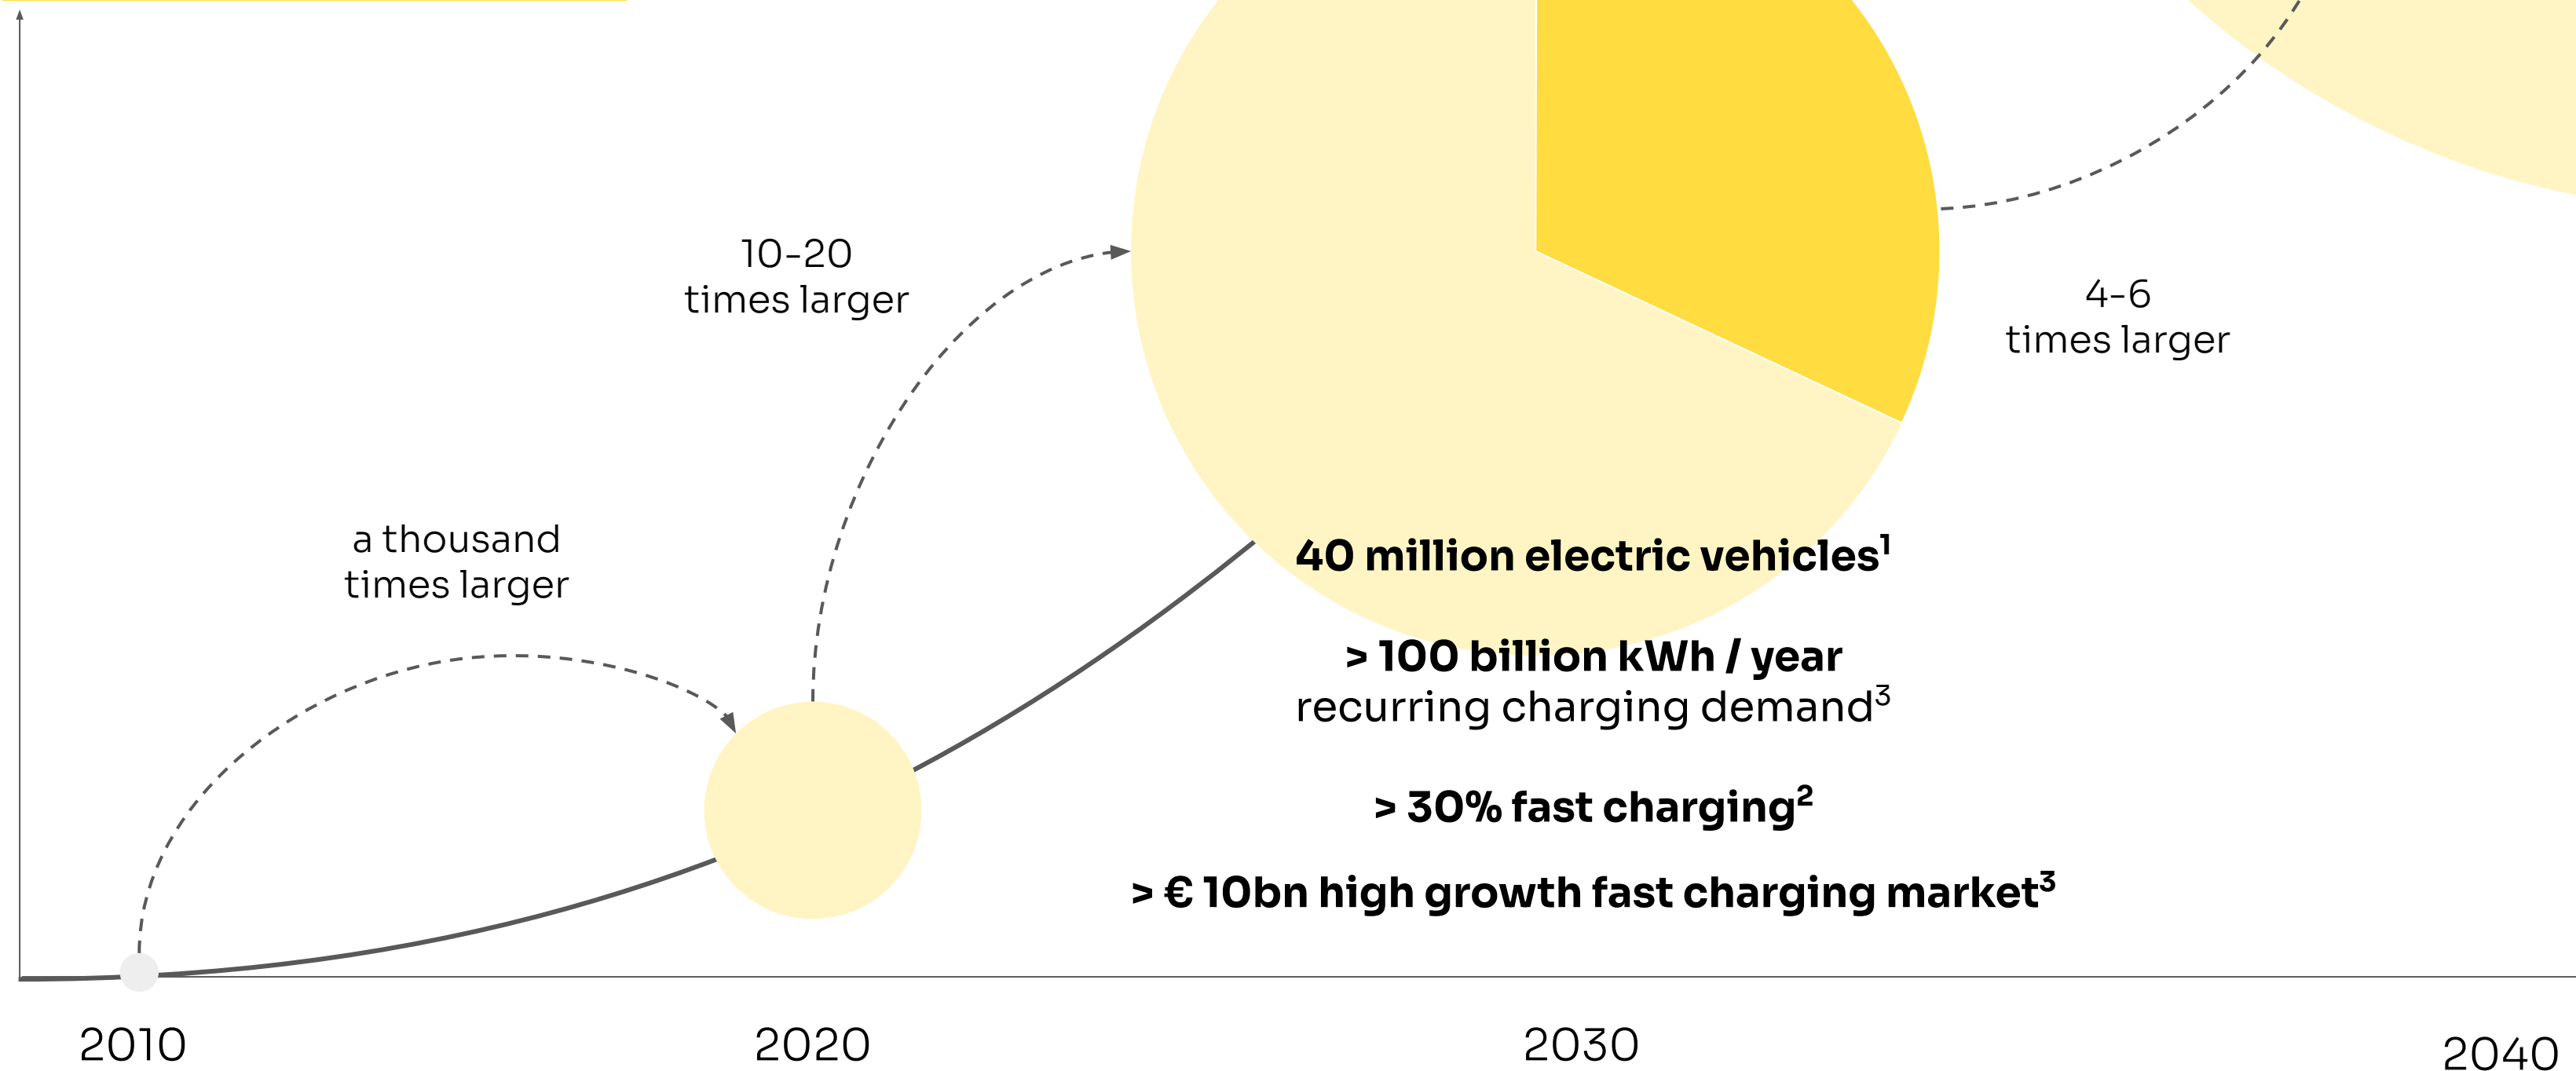 10-20
times larger
4-6
times larger
a thousand
times larger
40 million electric vehicles¹
> 100 billion kWh / year
recurring charging demand³
> 30% fast charging²
> € 10bn high growth fast charging market³
2010
2020
2030
2040